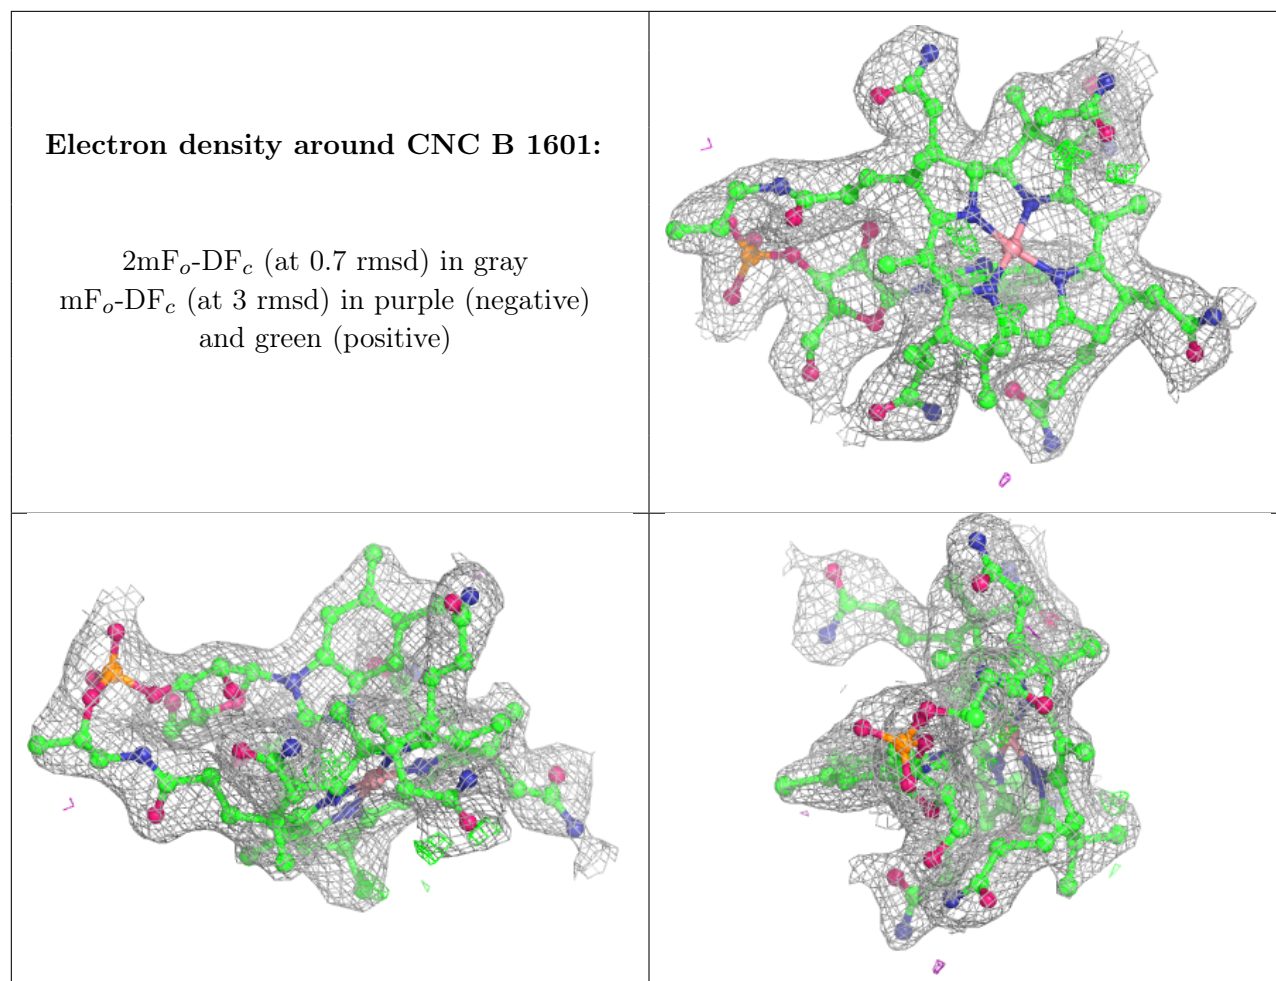 Electron density around CNC B 1601:
2mFo-DFc (at 0.7 rmsd) in gray
mFo-DFc (at 3 rmsd) in purple (negative)
and green (positive)